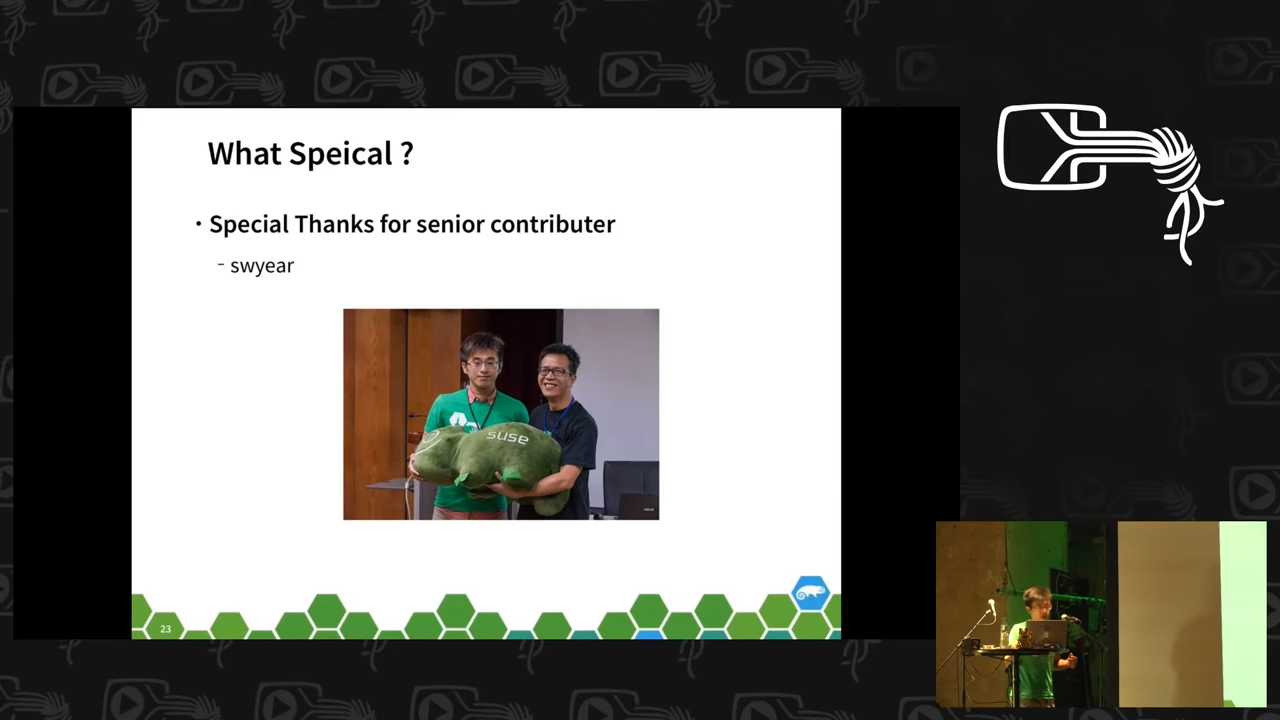 What Speical ?
• Special Thanks for senior contributer
- swyear
suse
23